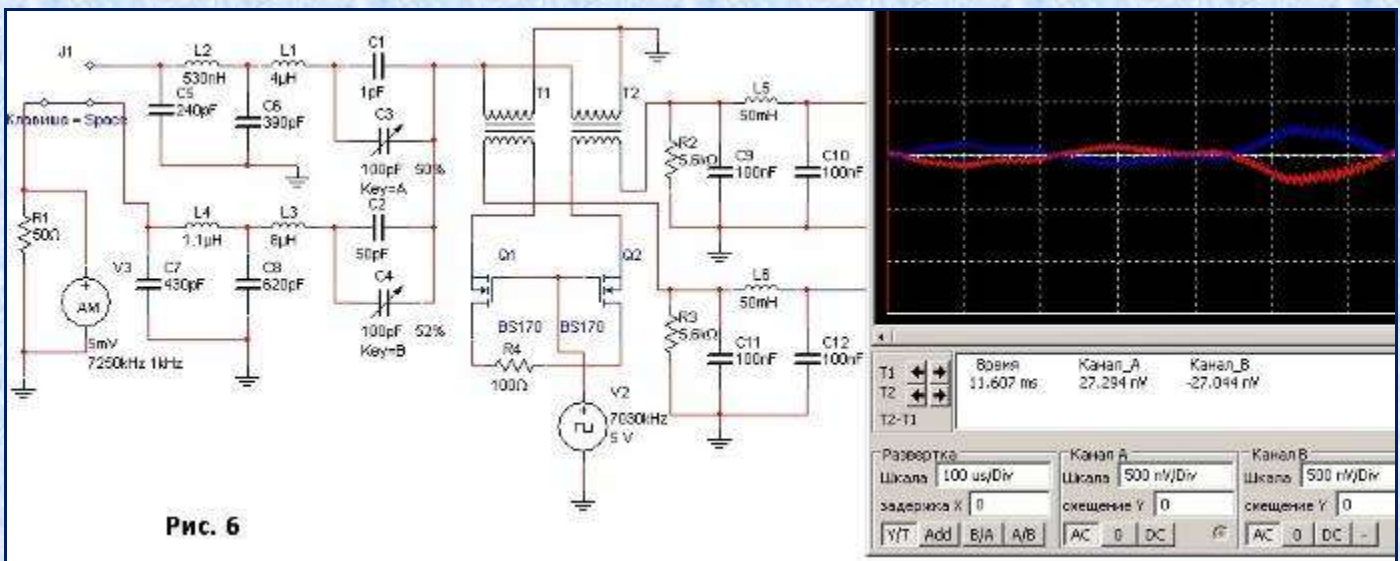 J1
L2
530nH
L1
4µH
C1
1pF
C5
240pF
C6
390pF
C3
100pF 50%
Key=A
Клавиша = Space
R1
50Ω
V3
AM
5mV
7250kHz 1kHz
L4
1.1µH
L3
8µH
C2
50pF
C7
430pF
C8
620pF
C4
100pF 52%
Key=B
T1
T2
Q1
Q2
BS170
BS170
R4
100Ω
V2
7030kHz
5 V
R2
5.6kΩ
C9
100nF
L5
50mH
C10
100nF
R3
5.6kΩ
C11
100nF
L6
50mH
C12
100nF
Рис. 6
T1
T2
T2-T1
Время Канал_A Канал_B
11.607 ms 27.294 nV -27.044 nV
Развертка
Шкала 100 us/Div
задержка X 0
Y/T Add B/A A/B
Канал A
Шкала 500 nV/Div
смещение Y 0
AC 0 DC
Канал B
Шкала 500 nV/Div
смещение Y 0
AC 0 DC -